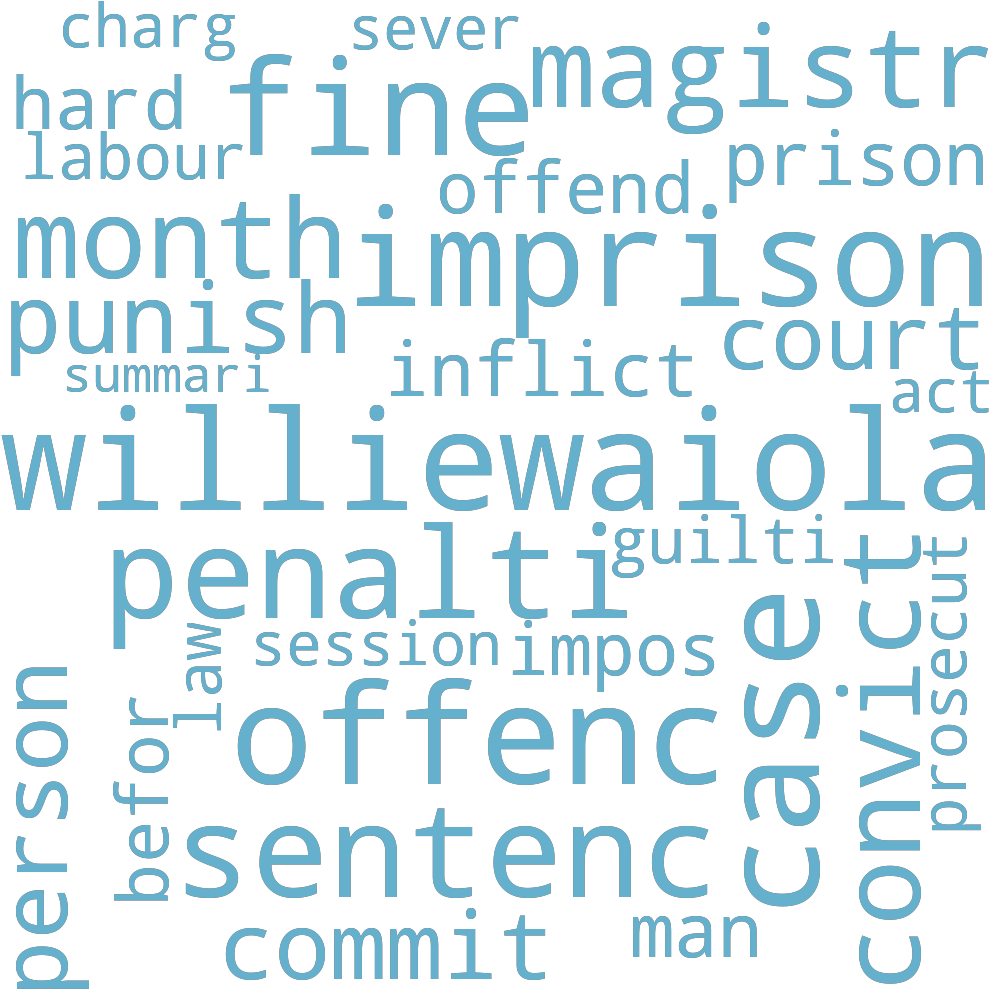 charg
sever
fine
magistr
hard
labour
offend
prison
month
imprison
punish
inflict
court
summari
act
williewaiola
penalti
guilti
case
convict
prosecut
law
session
impos
person
befor
offenc
sentenc
commit
man